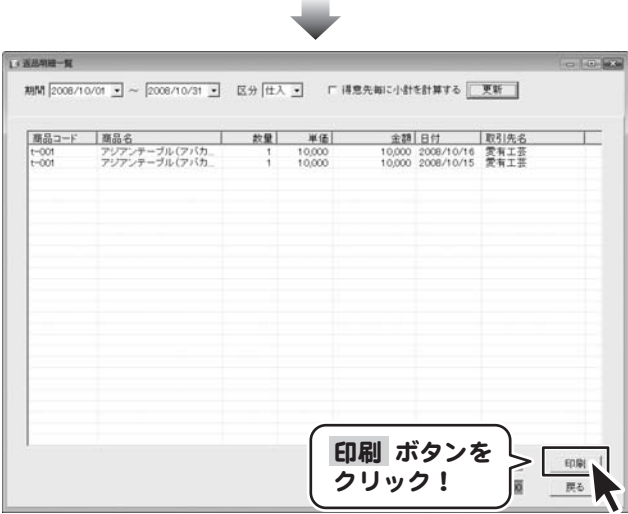 返品明細一覧
期間 2008/10/01 ～ 2008/10/31 区分 仕入 得意先毎に小計を計算する 更新
商品コード 商品名 数量 単価 金額 日付 取引先名
t-001 アジアンテーブル(アバカ... 1 10,000 10,000 2008/10/16 愛有工芸
t-001 アジアンテーブル(アバカ... 1 10,000 10,000 2008/10/15 愛有工芸
印刷 ボタンを
クリック！
印刷
戻る